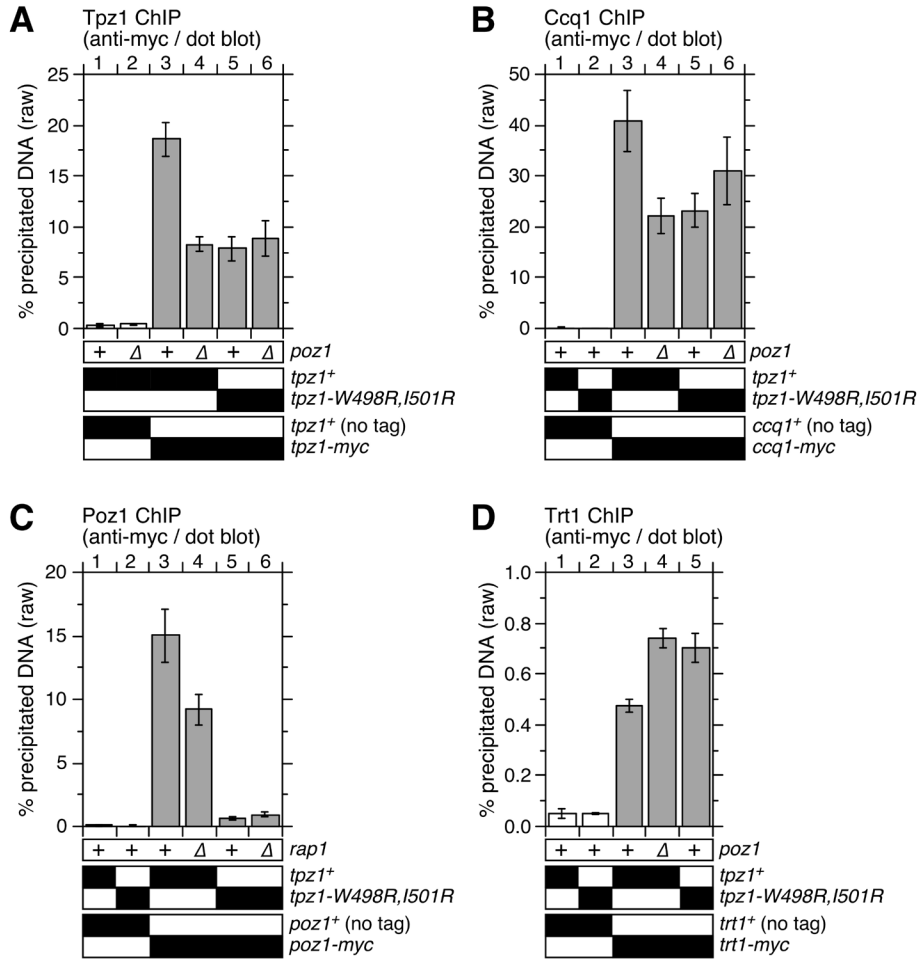 A
Tpz1 ChIP
(anti-myc / dot blot)
1 2 3 4 5 6
25
20
15
10
5
0
% precipitated DNA (raw)
+ Δ + Δ + Δ poz1
tpz1+
tpz1-W498R,I501R
tpz1+ (no tag)
tpz1-myc
B
Ccq1 ChIP
(anti-myc / dot blot)
1 2 3 4 5 6
50
40
30
20
10
0
% precipitated DNA (raw)
+ + + Δ + Δ poz1
tpz1+
tpz1-W498R,I501R
ccq1+ (no tag)
ccq1-myc
C
Poz1 ChIP
(anti-myc / dot blot)
1 2 3 4 5 6
20
15
10
5
0
% precipitated DNA (raw)
+ + + Δ + Δ rap1
tpz1+
tpz1-W498R,I501R
poz1+ (no tag)
poz1-myc
D
Trt1 ChIP
(anti-myc / dot blot)
1 2 3 4 5
1.0
0.8
0.6
0.4
0.2
0.0
% precipitated DNA (raw)
+ + + Δ + poz1
tpz1+
tpz1-W498R,I501R
trt1+ (no tag)
trt1-myc